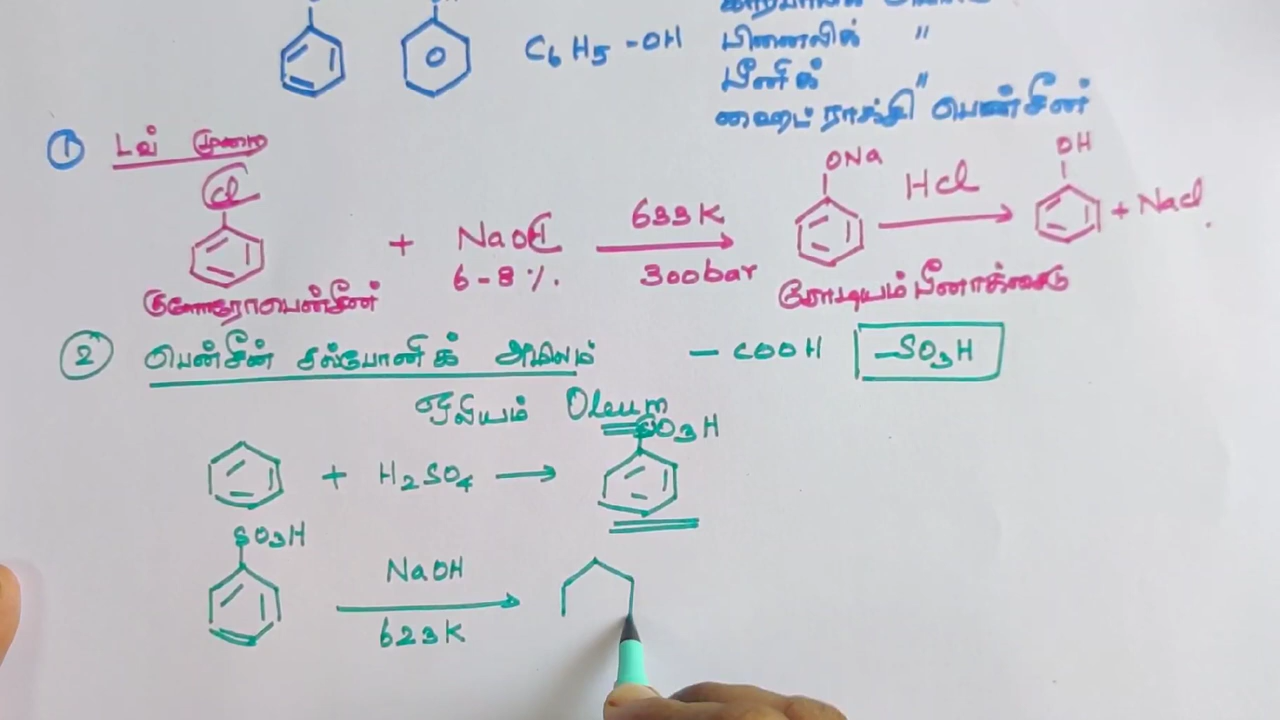 C6H5-OH பினைலிக் "
பீனிக் "
ஹைட்ராக்சி பென்சீன்
① டவ் முறை
Cl ONa OH
+ NaOH 633K HCl + NaCl
6-8%. 300bar
குளோரோபென்சீன் சோடியம் பீனாக்சைடு
② பென்சீன் சல்போனிக் அமிலம் - COOH -SO3H
ஓலியம் Oleum
SO3H
+ H2SO4 →
SO3H
NaOH
623K